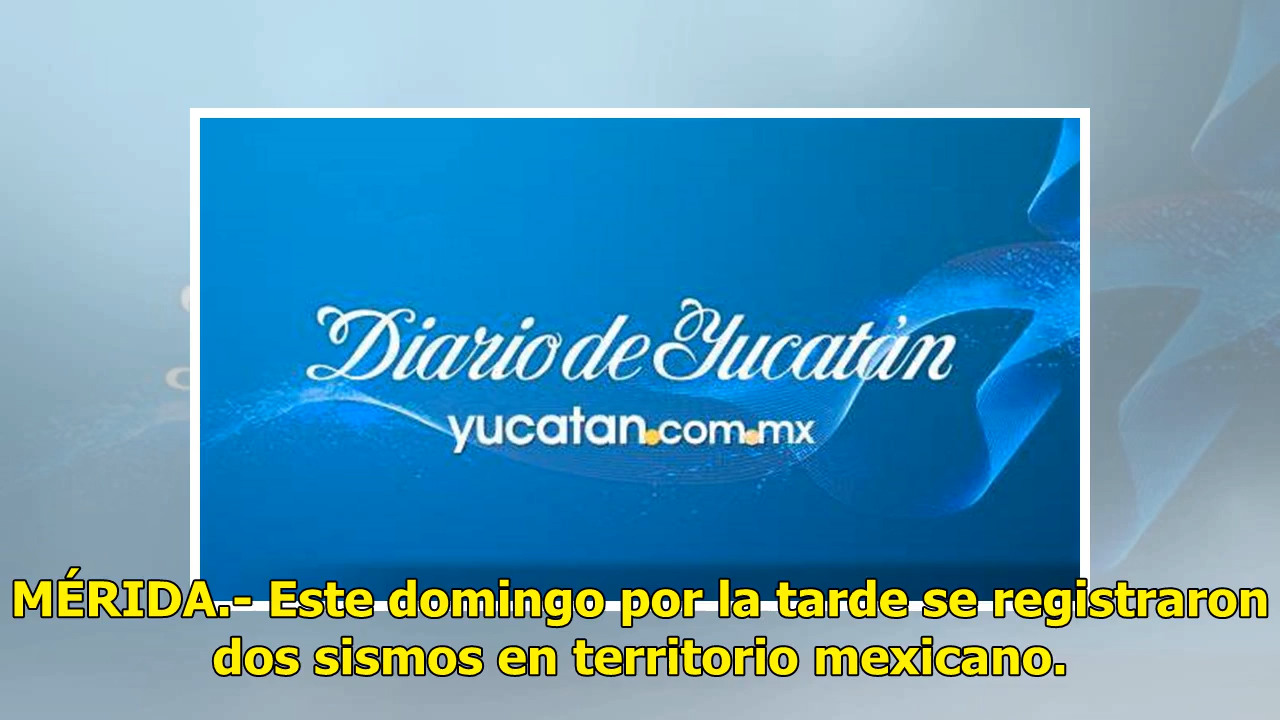 Diario de Yucatán
yucatan.com.mx
MÉRIDA.- Este domingo por la tarde se registraron
dos sismos en territorio mexicano.